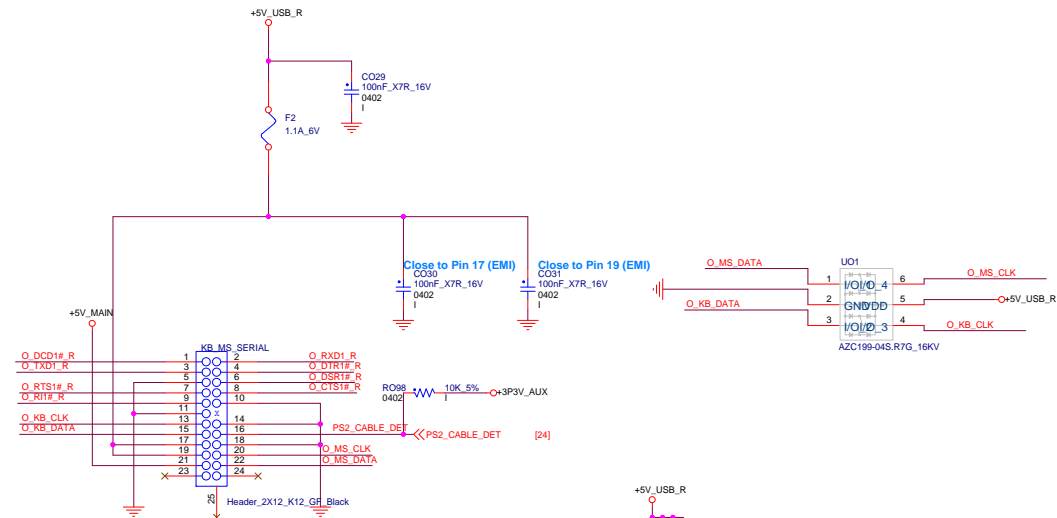 +5V_USB_R
CO29
100nF_X7R_16V
0402
I
F2
1.1A_6V
Close to Pin 17 (EMI)
Close to Pin 19 (EMI)
CO30
100nF_X7R_16V
0402
I
CO31
100nF_X7R_16V
0402
I
O_MS_DATA
O_KB_DATA
UO1
1 I/O1 I/O_4 6
2 GND VDD 5
3 I/O2 I/O_3 4
AZC199-04S.R7G_16KV
O_MS_CLK
+5V_USB_R
O_KB_CLK
+5V_MAIN
KB_MS_SERIAL
O_DCD1#_R 1 2 O_RXD1_R
O_TXD1_R 3 4 O_DTR1#_R
5 6 O_DSR1#_R
O_RTS1#_R 7 8 O_CTS1#_R
O_RI1#_R 9 10
11 x
O_KB_CLK 13 14
O_KB_DATA 15 16 PS2_CABLE_DET
17 18
19 20 O_MS_CLK
21 22 O_MS_DATA
23 24
25
Header_2X12_K12_GF_Black
RO98
0402
10K_5%
I
+3P3V_AUX
PS2_CABLE_DET [24]
+5V_USB_R